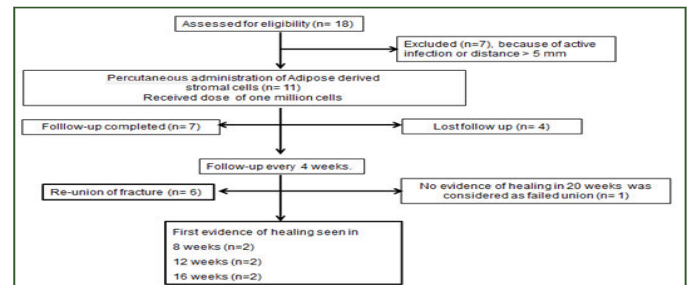 Assessed for eligibility (n= 18)
Excluded (n=7), because of active
infection or distance > 5 mm
Percutaneous administration of Adipose derived
stromal cells (n= 11)
Received dose of one million cells
Folllow-up completed (n= 7)
Lost follow up (n= 4)
Follow-up every 4 weeks.
Re-union of fracture (n= 6)
No evidence of healing in 20 weeks was
considered as failed union (n= 1)
First evidence of healing seen in
8 weeks (n=2)
12 weeks (n=2)
16 weeks (n=2)